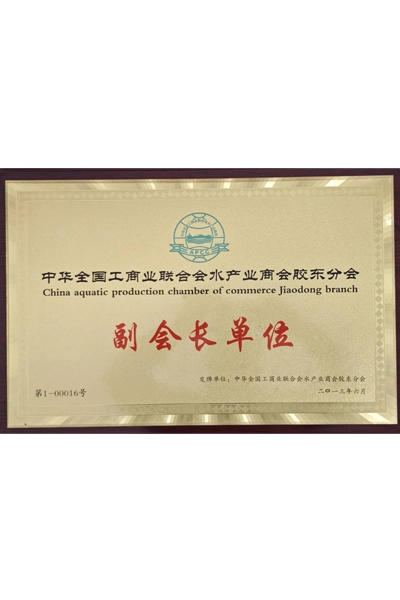 APCC
中华全国工商业联合会水产业商会胶东分会
China aquatic production chamber of commerce Jiaodong branch
副会长单位
发牌单位：中华全国工商业联合会水产业商会胶东分会
第1-00016号
二〇一三年六月